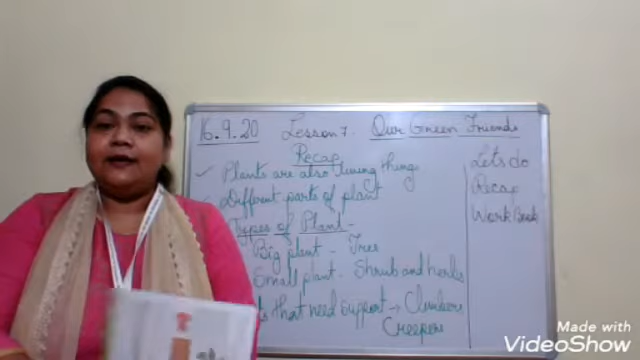 16.9.20 Lesson 7. Our Green Friends
Recap
Plants are also living things
Different parts of plant
Types of Plant -
Big plant - Tree
Small plant - Shrub and herbs
that need support → Climbers
Creepers
Lets do
Recap
Work Book
Made with
VideoShow